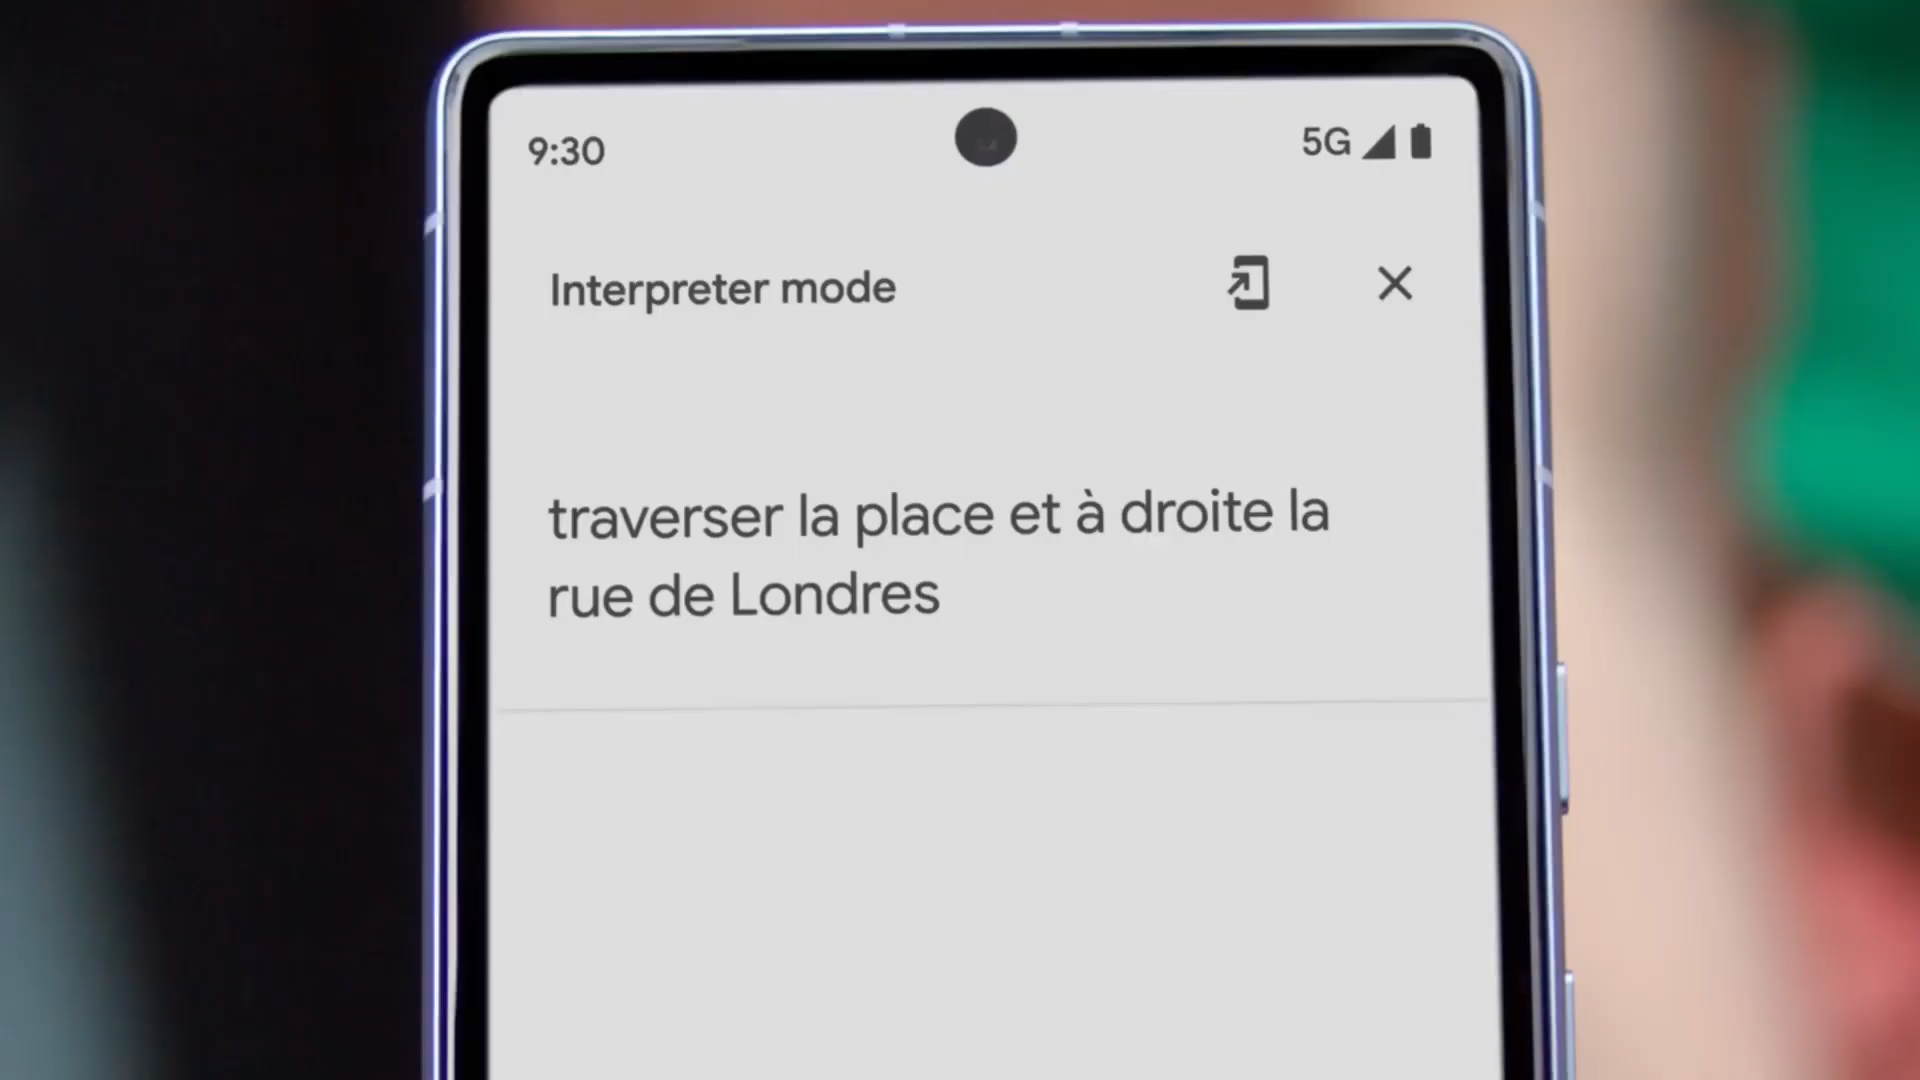 9:30
5G
Interpreter mode
traverser la place et à droite la
rue de Londres